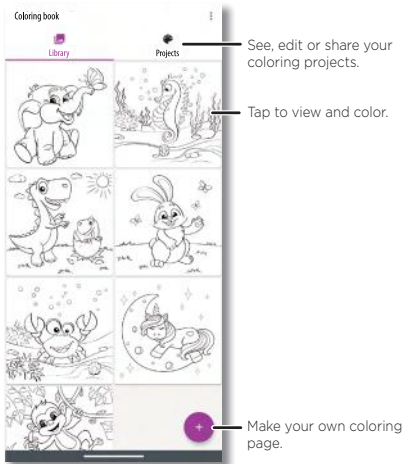 Coloring book
Library
Projects
See, edit or share your
coloring projects.
Tap to view and color.
Make your own coloring
page.